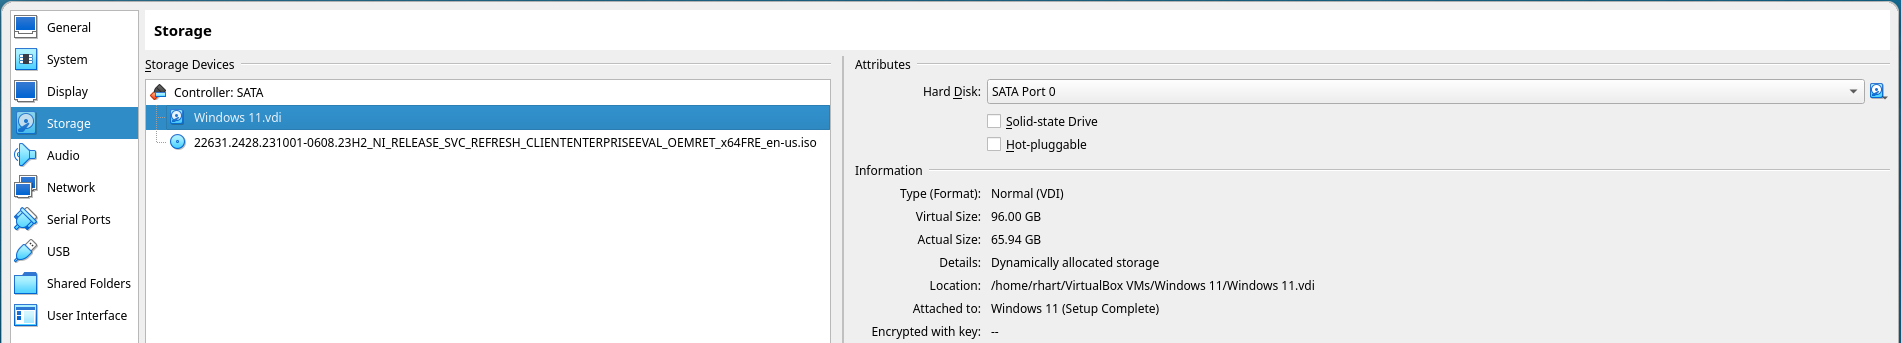 General
System
Display
Storage
Audio
Network
Serial Ports
USB
Shared Folders
User Interface
Storage
Storage Devices
Controller: SATA
Windows 11.vdi
22631.2428.231001-0608.23H2_NI_RELEASE_SVC_REFRESH_CLIENTENTERPRISEEVAL_OEMRET_x64FRE_en-us.iso
Attributes
Hard Disk: SATA Port 0
Solid-state Drive
Hot-pluggable
Information
Type (Format): Normal (VDI)
Virtual Size: 96.00 GB
Actual Size: 65.94 GB
Details: Dynamically allocated storage
Location: /home/rhart/VirtualBox VMs/Windows 11/Windows 11.vdi
Attached to: Windows 11 (Setup Complete)
Encrypted with key: --